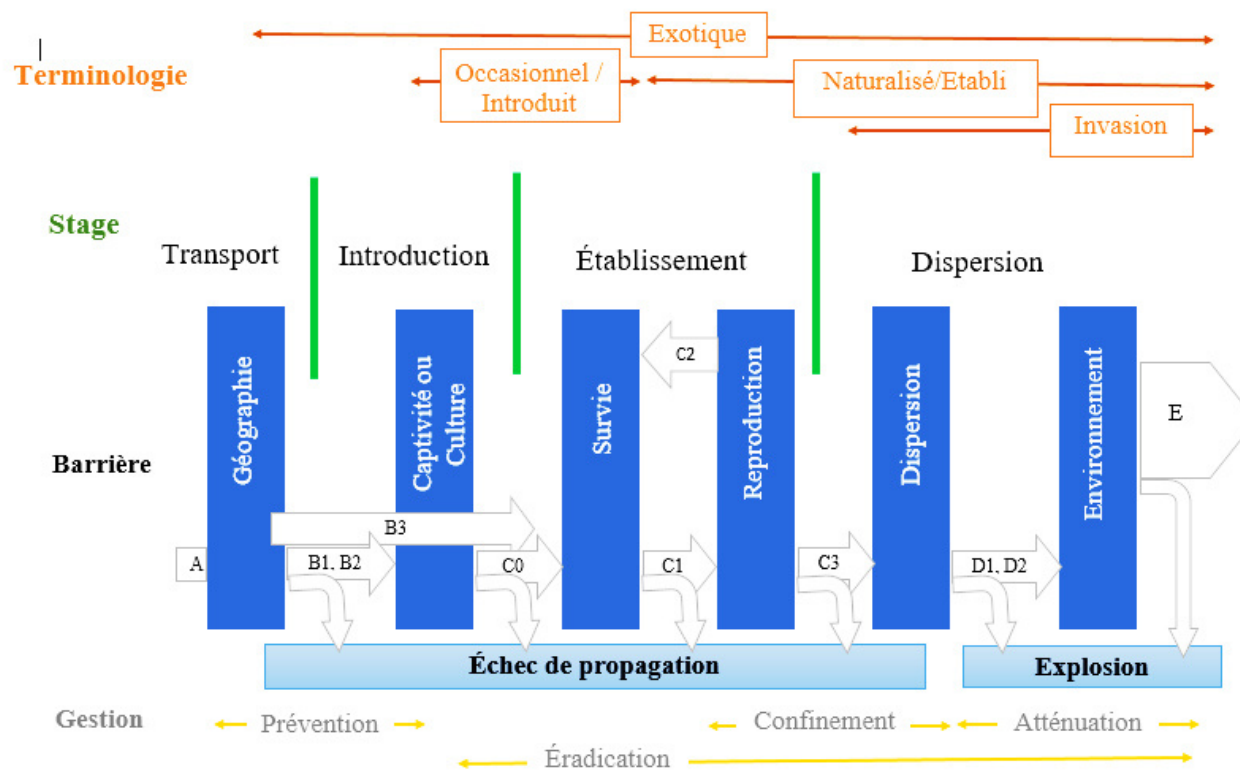 Exotique
Terminologie
Occasionnel /
Introduit
Naturalisé/Etabli
Invasion
Stage
Transport
Introduction
Établissement
Dispersion
Barrière
Géographie
Captivité ou
Culture
Survie
Reproduction
Dispersion
Environnement
C2
E
B3
A
B1, B2
C0
C1
C3
D1, D2
Échec de propagation
Explosion
Gestion
Prévention
Confinement
Atténuation
Éradication